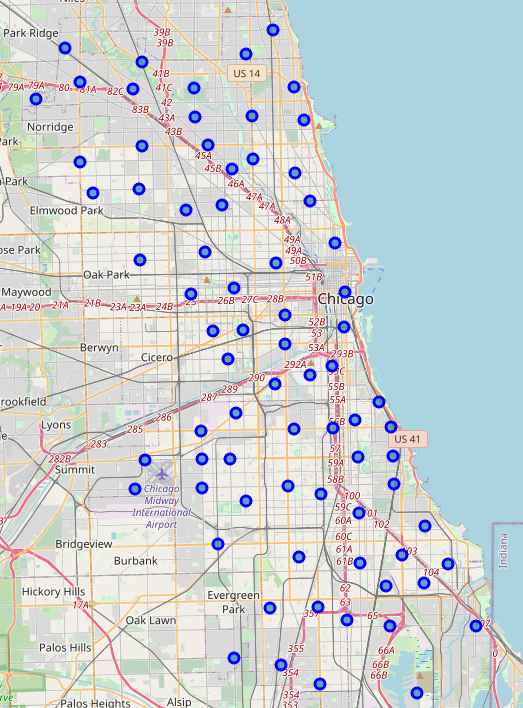 Park Ridge
39B
39B
US 14
41B
79A
79A
80
81A
82C
41C
42
83B
43A
43B
Norridge
45A
45B
46A
47A
47A
Elmwood Park
48A
49A
49A
50B
Oak Park
51B
Maywood
19A
20
21A
21B
23A
23A
24B
25
26B
27C
28B
Chicago
52B
53
53A
293B
Berwyn
Cicero
292A
290
55B
289
55A
287
286
Lyons
285
US 41
283
57
282B
59A
Summit
58B
Chicago
Midway
International
Airport
100
59C
101
60A
102
60C
Bridgeview
61A
103
Indiana
61B
Burbank
104
Hickory Hills
62
Evergreen
Park
17A
63
65
357
Oak Lawn
355
66A
Palos Hills
66B
354
66B
354
353
0
Palos Heights
Alsip